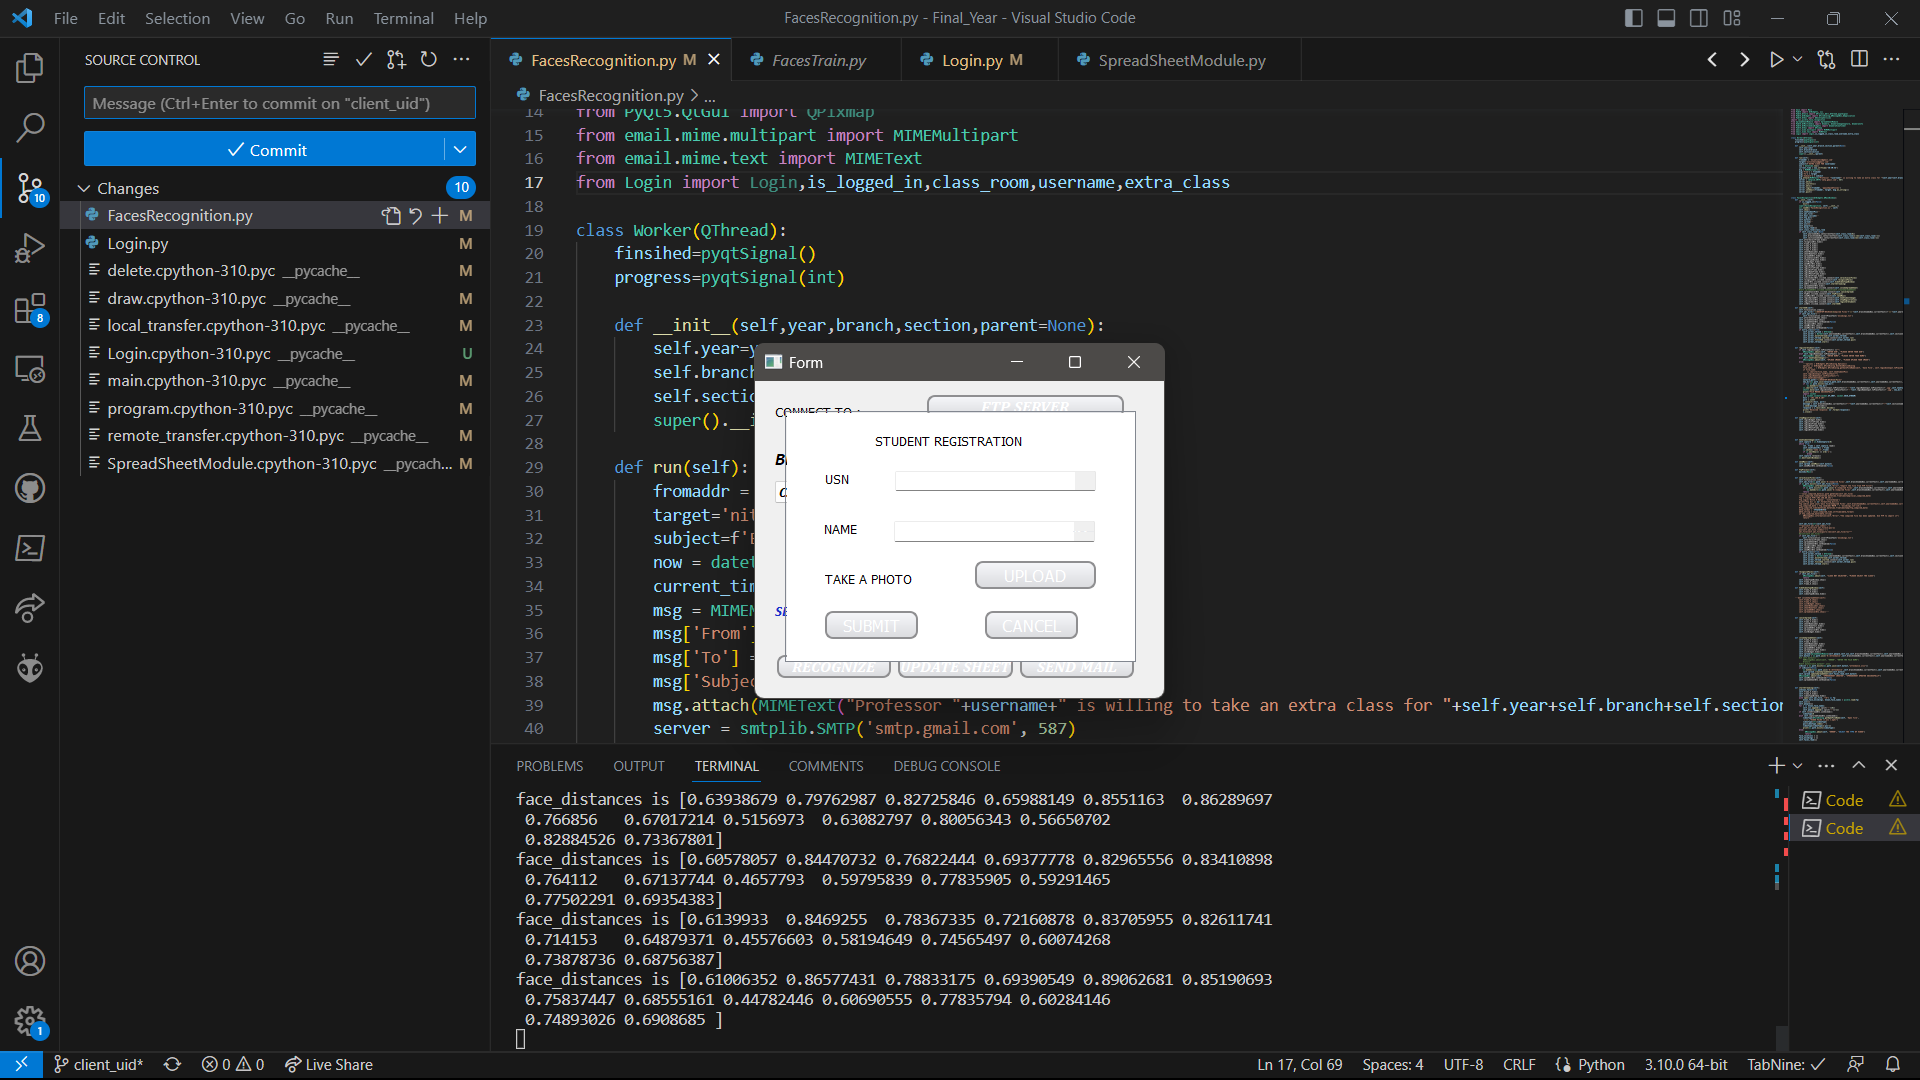 File Edit Selection View Go Run Terminal Help
FacesRecognition.py - Final_Year - Visual Studio Code
SOURCE CONTROL
Message (Ctrl+Enter to commit on "client_uid")
Commit
Changes 10
FacesRecognition.py M
Login.py M
delete.cpython-310.pyc __pycache__ M
draw.cpython-310.pyc __pycache__ M
local_transfer.cpython-310.pyc __pycache__ M
Login.cpython-310.pyc __pycache__ U
main.cpython-310.pyc __pycache__ M
program.cpython-310.pyc __pycache__ M
remote_transfer.cpython-310.pyc __pycache__ M
SpreadSheetModule.cpython-310.pyc __pycach... M
10
8
1
FacesRecognition.py M FacesTrain.py Login.py M SpreadSheetModule.py
FacesRecognition.py > ...
14 from PyQt5.QtGui import QPixmap
15 from email.mime.multipart import MIMEMultipart
16 from email.mime.text import MIMEText
17 from Login import Login,is_logged_in,class_room,username,extra_class
18
19 class Worker(QThread):
20 finsihed=pyqtSignal()
21 progress=pyqtSignal(int)
22
23 def __init__(self,year,branch,section,parent=None):
24 self.year=y
25 self.branch
26 self.sectio
27 super().__i
28
29 def run(self):
30 fromaddr =
31 target='nit
32 subject=f'E
33 now = datet
34 current_tim
35 msg = MIMEM
36 msg['From']
37 msg['To'] =
38 msg['Subjec
39 msg.attach(MIMEText("Professor "+username+" is willing to take an extra class for "+self.year+self.branch+self.section
40 server = smtplib.SMTP('smtp.gmail.com', 587)
Form
CONNECT TO :
FTP SERVER
STUDENT REGISTRATION
USN
NAME
TAKE A PHOTO
UPLOAD
SUBMIT CANCEL
RECOGNIZE UPDATE SHEET SEND MAIL
PROBLEMS OUTPUT TERMINAL COMMENTS DEBUG CONSOLE
face_distances is [0.63938679 0.79762987 0.82725846 0.65988149 0.8551163 0.86289697
0.766856 0.67017214 0.5156973 0.63082797 0.80056343 0.56650702
0.82884526 0.73367801]
face_distances is [0.60578057 0.84470732 0.76822444 0.69377778 0.82965556 0.83410898
0.764112 0.67137744 0.4657793 0.59795839 0.77835905 0.59291465
0.77502291 0.69354383]
face_distances is [0.6139933 0.8469255 0.78367335 0.72160878 0.83705955 0.82611741
0.714153 0.64879371 0.45576603 0.58194649 0.74565497 0.60074268
0.73878736 0.68756387]
face_distances is [0.61006352 0.86577431 0.78833175 0.69390549 0.89062681 0.85190693
0.75837447 0.68555161 0.44782446 0.60690555 0.77835794 0.60284146
0.74893026 0.6908685 ]
Code
Code
client_uid* 0 0 Live Share
Ln 17, Col 69 Spaces: 4 UTF-8 CRLF Python 3.10.0 64-bit TabNine: